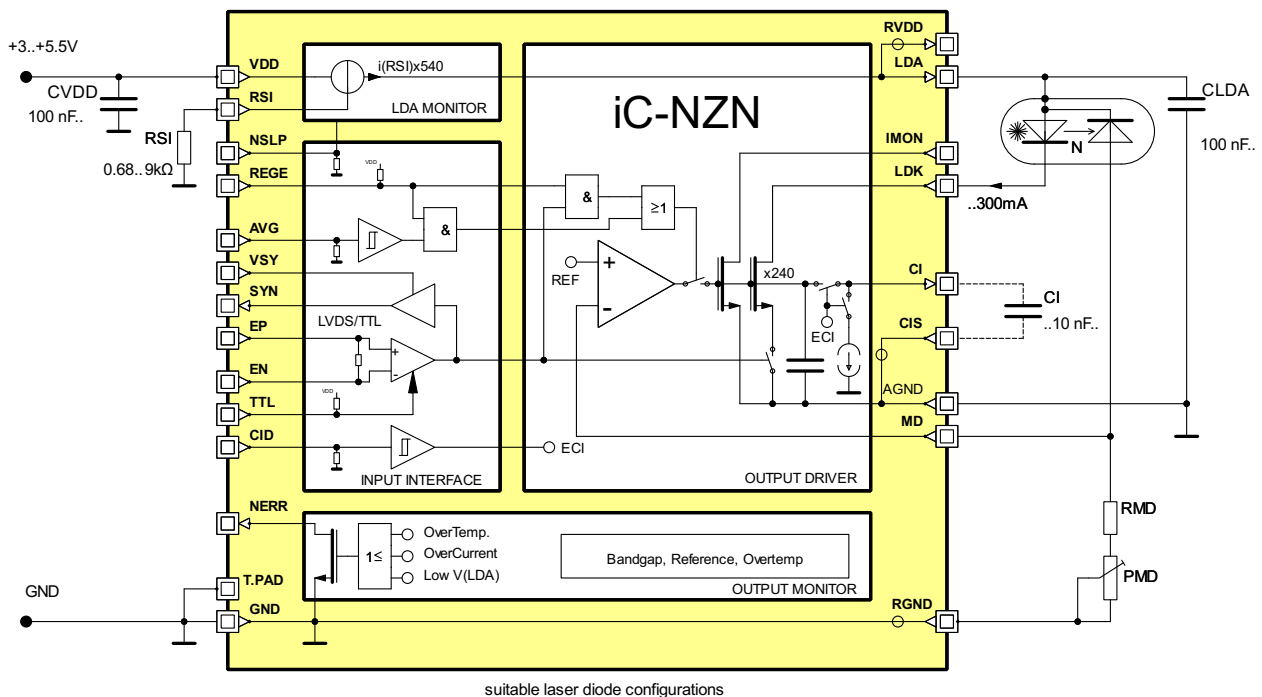 +3..+5.5V
CVDD
100 nF..
RSI
0.68..9kΩ
GND
VDD
RSI
NSLP
REGE
AVG
VSY
SYN
EP
EN
TTL
CID
NERR
T.PAD
GND
i(RSI)x540
LDA MONITOR
VDD
&
LVDS/TTL
+
-
VDD
ECI
INPUT INTERFACE
iC-NZN
&
≥1
REF
+
-
x240
ECI
OUTPUT DRIVER
1≤
OverTemp.
OverCurrent
Low V(LDA)
Bandgap, Reference, Overtemp
OUTPUT MONITOR
RVDD
LDA
IMON
LDK
CI
CIS
AGND
MD
RGND
N
..300mA
CLDA
100 nF..
CI
..10 nF..
RMD
PMD
suitable laser diode configurations